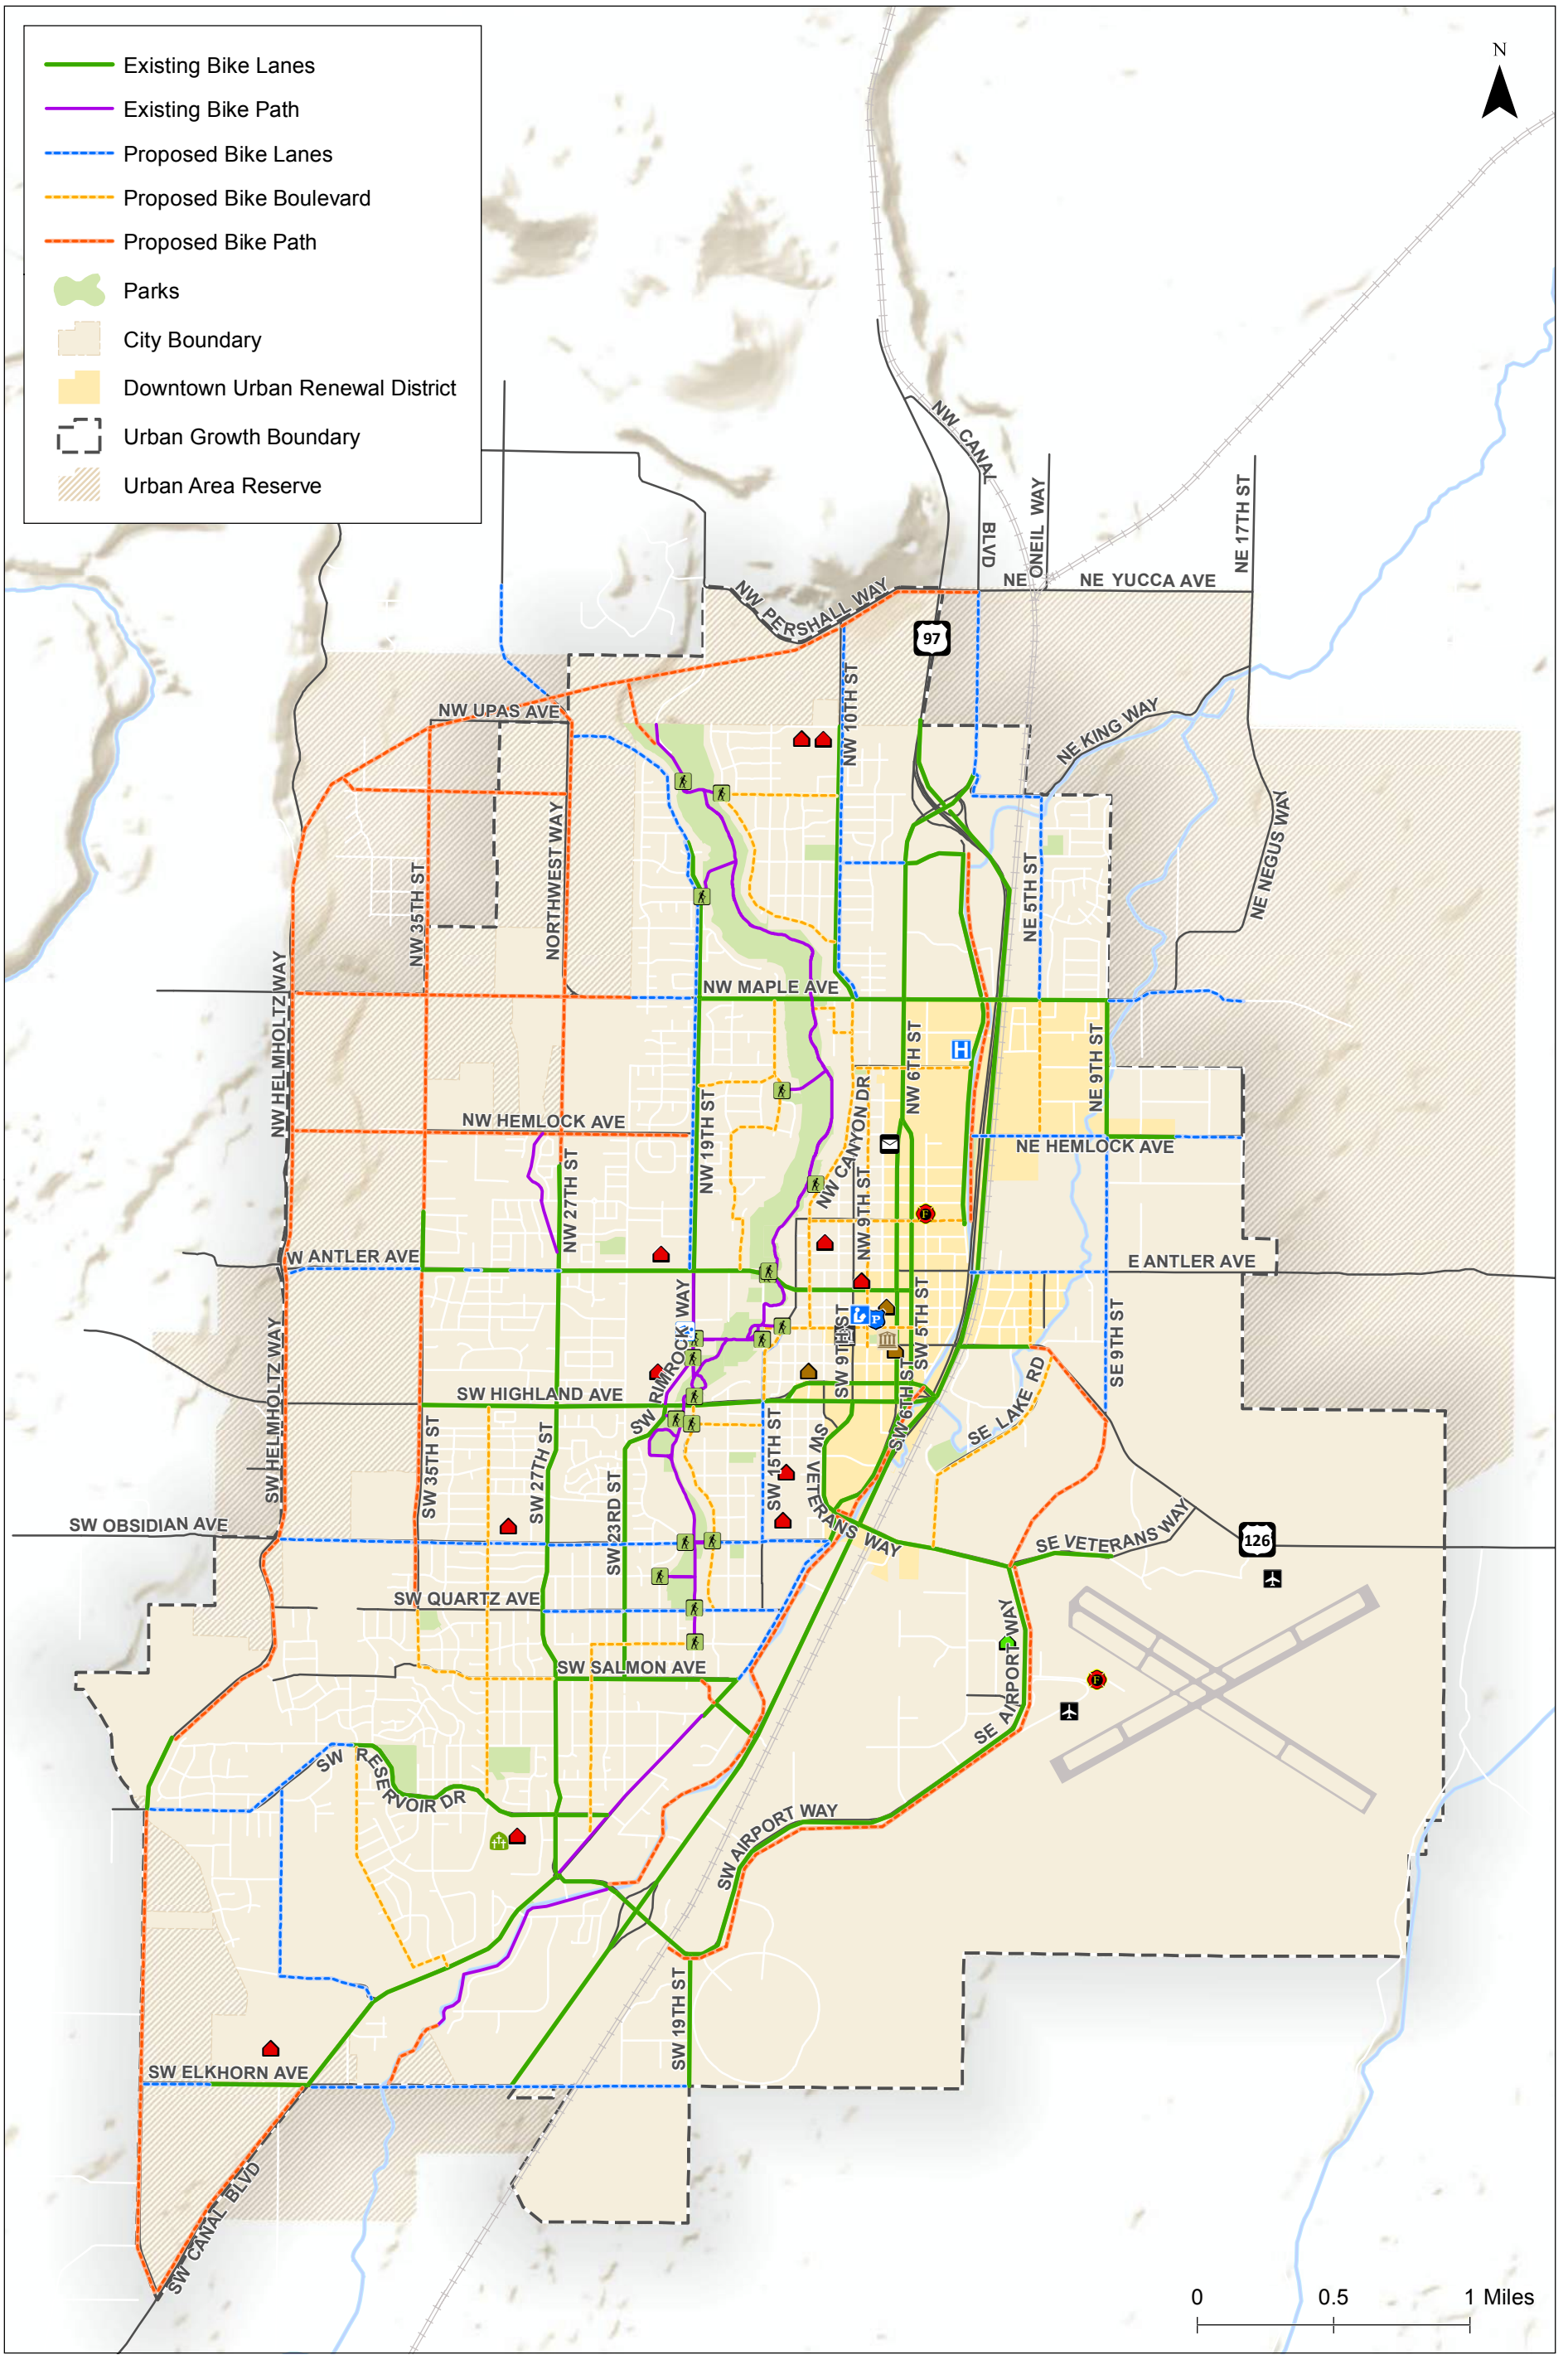 Existing Bike Lanes
Existing Bike Path
Proposed Bike Lanes
Proposed Bike Boulevard
Proposed Bike Path
Parks
City Boundary
Downtown Urban Renewal District
Urban Growth Boundary
Urban Area Reserve
N
NW CANAL
BLVD
NE ONEIL WAY
NE 17TH ST
NE YUCCA AVE
NW PERSHALL WAY
97
NW 10TH ST
NW UPAS AVE
NE KING WAY
NE NEGUS WAY
NORTHWEST WAY
NW 35TH ST
NE 5TH ST
NW HELMHOLTZ WAY
NW MAPLE AVE
H
NW 6TH ST
NE 9TH ST
NW 19TH ST
NW CANYON DR
NW HEMLOCK AVE
NE HEMLOCK AVE
NW 27TH ST
NW 9TH ST
F
W ANTLER AVE
E ANTLER AVE
SW RIMROCK WAY
P
SW 9TH ST
SW 5TH ST
SE 9TH ST
SW HELMHOLTZ WAY
SW HIGHLAND AVE
SW 6TH ST
SE LAKE RD
SW 35TH ST
SW 27TH ST
SW 23RD ST
SW 15TH ST
SW VETERANS WAY
SW OBSIDIAN AVE
SE VETERANS WAY
126
SW QUARTZ AVE
SE AIRPORT WAY
SW SALMON AVE
F
SW RESERVOIR DR
SW AIRPORT WAY
SW 19TH ST
SW ELKHORN AVE
SW CANAL BLVD
0 0.5 1 Miles